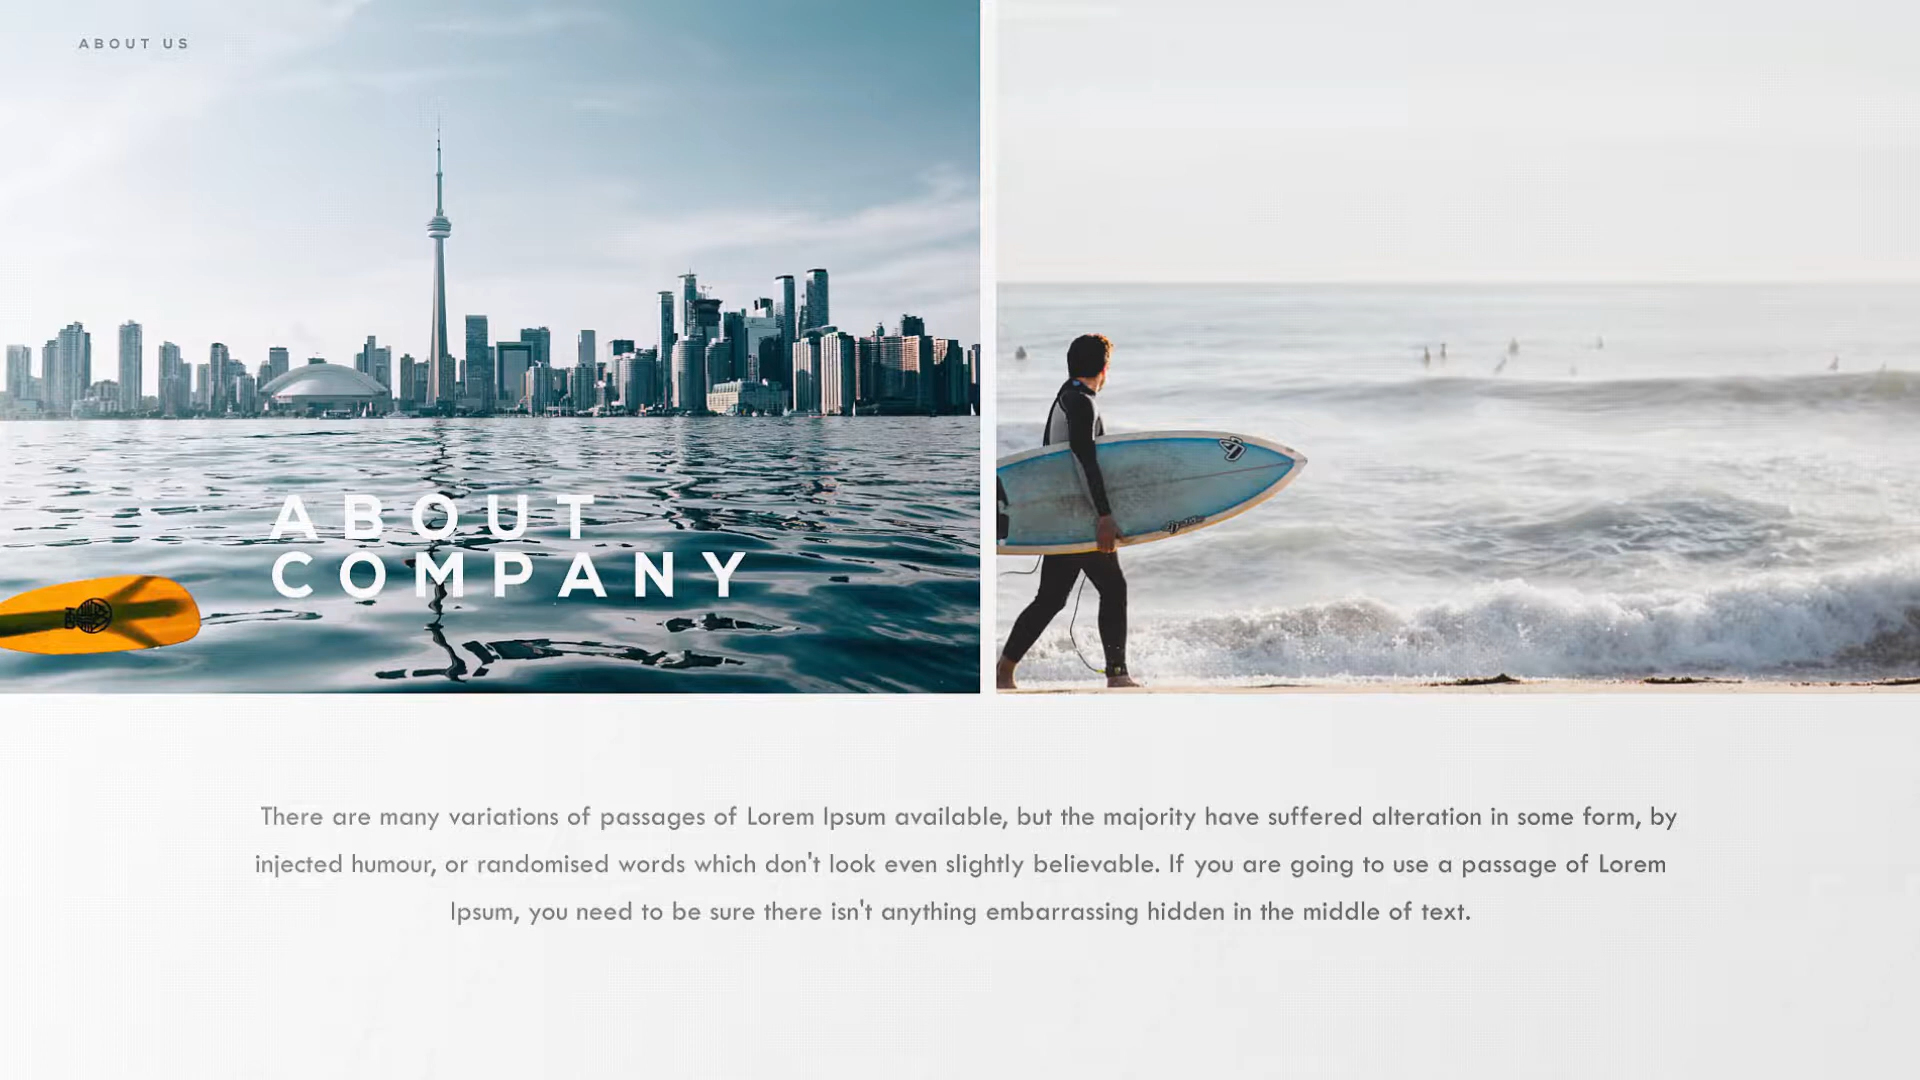 ABOUT US
ABOUT
COMPANY
There are many variations of passages of Lorem Ipsum available, but the majority have suffered alteration in some form, by
injected humour, or randomised words which don't look even slightly believable. If you are going to use a passage of Lorem
Ipsum, you need to be sure there isn't anything embarrassing hidden in the middle of text.